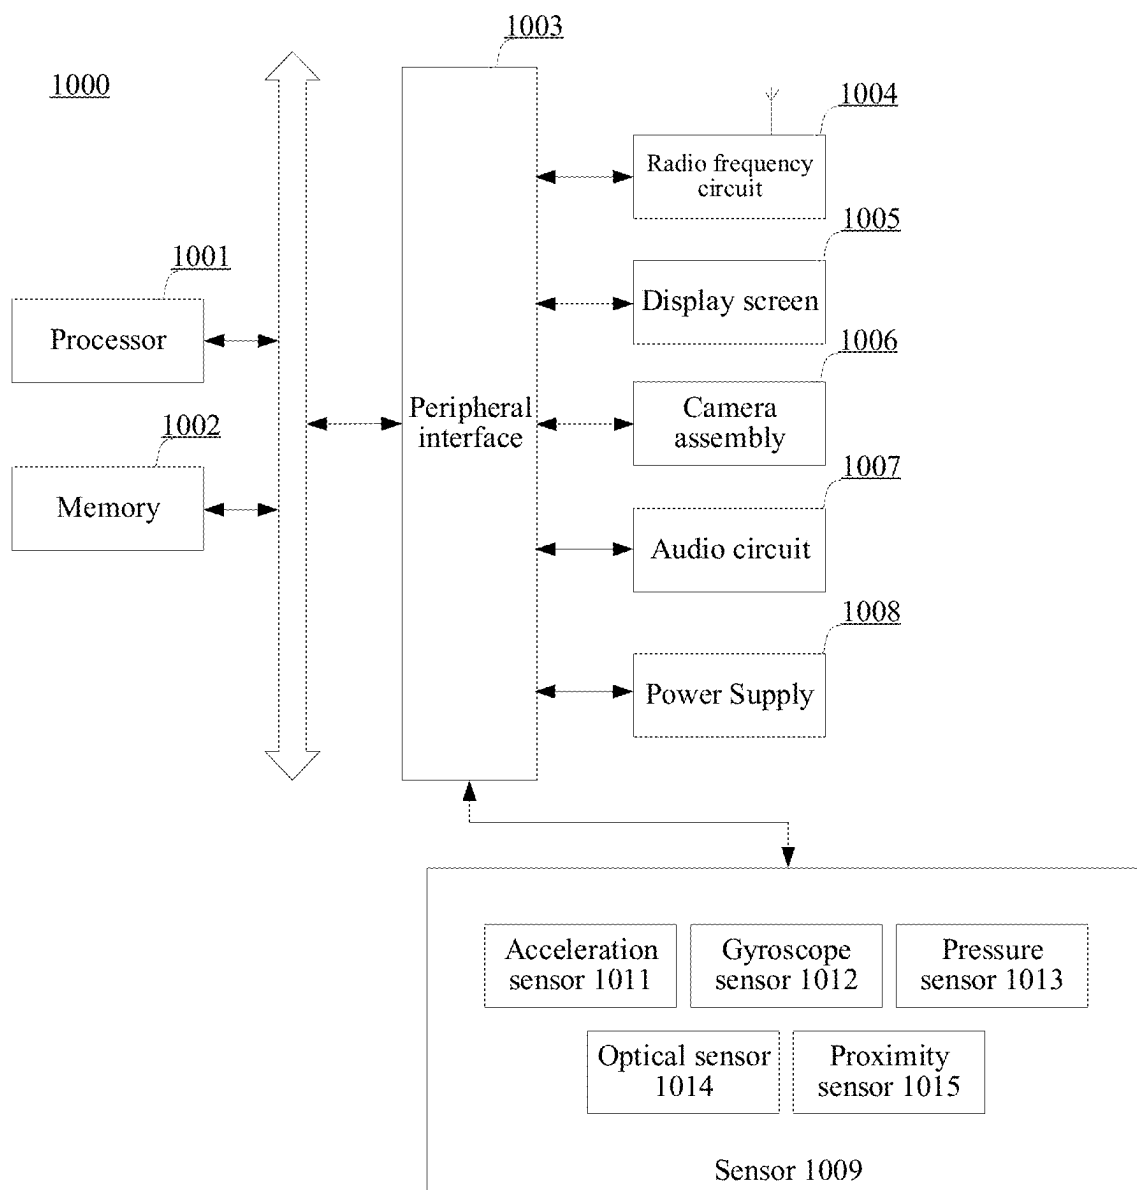 1003
1000
1004
Radio frequency
circuit
1005
1001
Display screen
Processor
1006
Peripheral
interface
Camera
assembly
1002
Memory
1007
Audio circuit
1008
Power Supply
Acceleration
sensor 1011
Gyroscope
sensor 1012
Pressure
sensor 1013
Optical sensor
1014
Proximity
sensor 1015
Sensor 1009